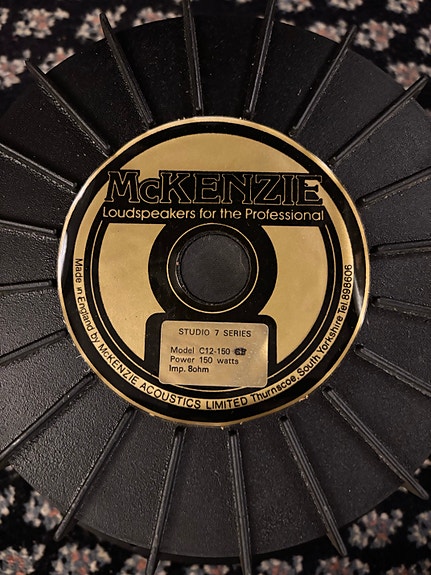 McKENZIE
Loudspeakers for the Professional
STUDIO 7 SERIES
Model C12-150
Power 150 watts
Imp. 8ohm
Made in England by McKENZIE ACOUSTICS LIMITED Thurnscoe, South Yorkshire Tel. 898606